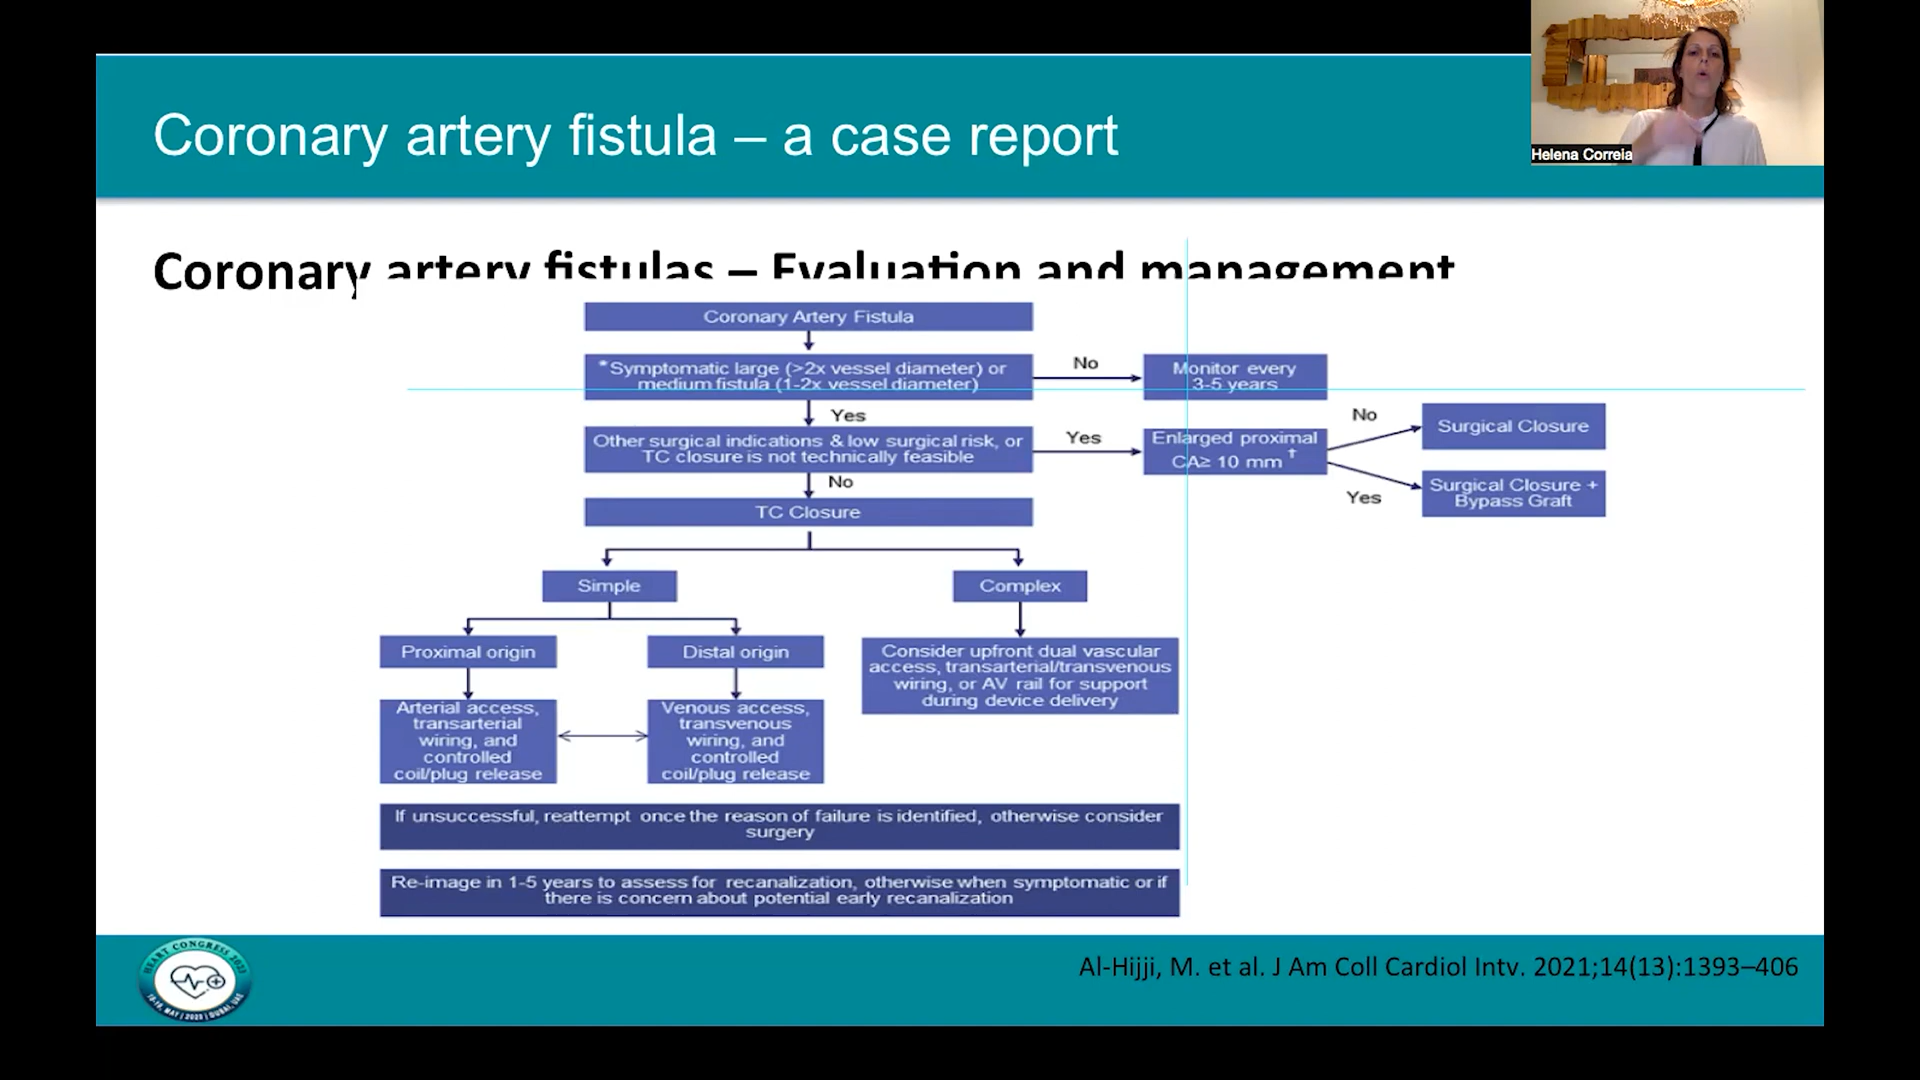 Coronary artery fistula – a case report
Helena Correia
Coronary artery fistulas – Evaluation and management
Coronary Artery Fistula
*Symptomatic large (>2x vessel diameter) or
medium fistula (1-2x vessel diameter)
No
Monitor every
3-5 years
Yes
Other surgical indications & low surgical risk, or
TC closure is not technically feasible
Yes
Enlarged proximal
CA≥ 10 mm †
No
Surgical Closure
Yes
Surgical Closure +
Bypass Graft
No
TC Closure
Simple
Complex
Proximal origin
Distal origin
Consider upfront dual vascular
access, transarterial/transvenous
wiring, or AV rail for support
during device delivery
Arterial access,
transarterial
wiring, and
controlled
coil/plug release
Venous access,
transvenous
wiring, and
controlled
coil/plug release
If unsuccessful, reattempt once the reason of failure is identified, otherwise consider
surgery
Re-image in 1-5 years to assess for recanalization, otherwise when symptomatic or if
there is concern about potential early recanalization
HEART CONGRESS 2023
Al-Hijji, M. et al. J Am Coll Cardiol Intv. 2021;14(13):1393–406